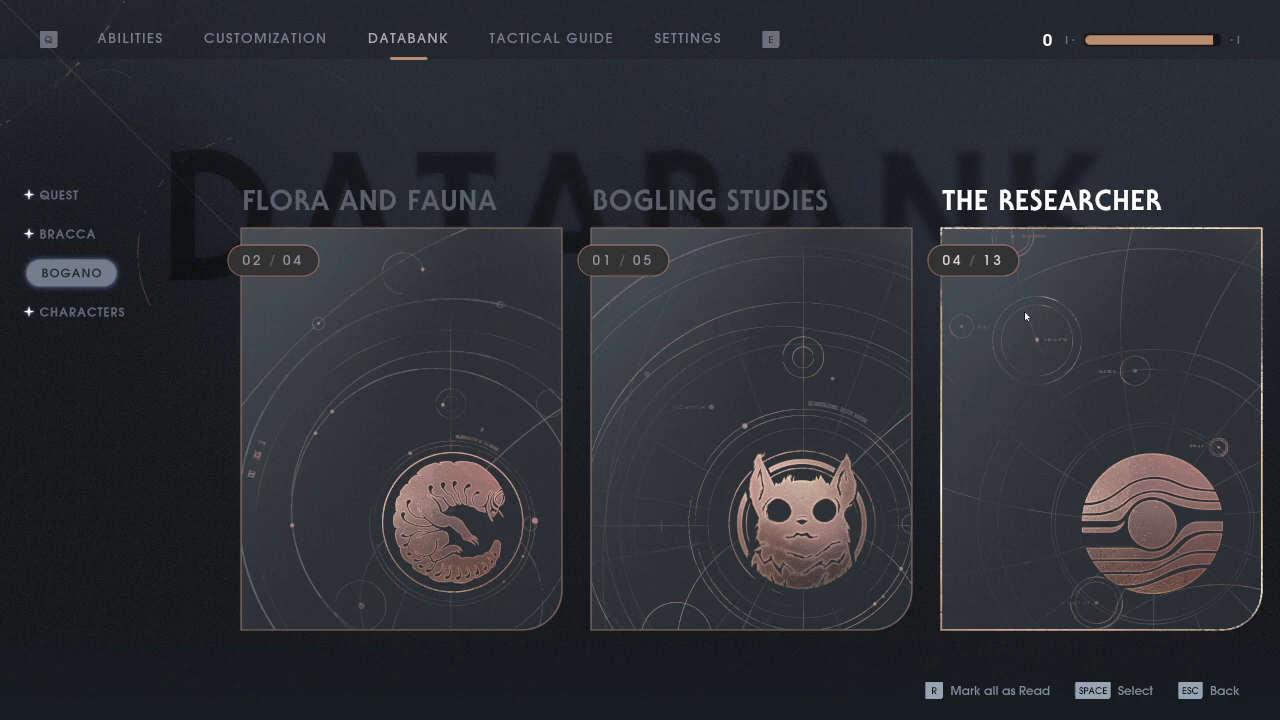 Q ABILITIES CUSTOMIZATION DATABANK TACTICAL GUIDE SETTINGS E 0
DATABANK
QUEST
BRACCA
BOGANO
CHARACTERS
FLORA AND FAUNA
02 / 04
BOGLING STUDIES
01 / 05
THE RESEARCHER
04 / 13
R Mark all as Read SPACE Select ESC Back